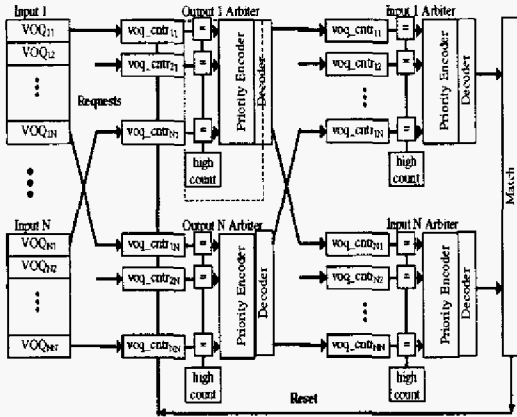 Input 1
VOQ11
VOQ12
VOQ1N
Requests
Input N
VOQN1
VOQN2
VOQNN
Output 1 Arbiter
voq_cntr11
voq_cntr21
voq_cntrN1
=
=
=
high count
Priority Encoder
Decoder
Output N Arbiter
voq_cntr1N
voq_cntr2N
voq_cntrNN
=
=
=
high count
Priority Encoder
Decoder
Input 1 Arbiter
voq_cntr11
voq_cntr12
voq_cntr1N
=
=
=
high count
Priority Encoder
Decoder
Input N Arbiter
voq_cntrN1
voq_cntrN2
voq_cntrNN
=
=
=
high count
Priority Encoder
Decoder
Match
Reset